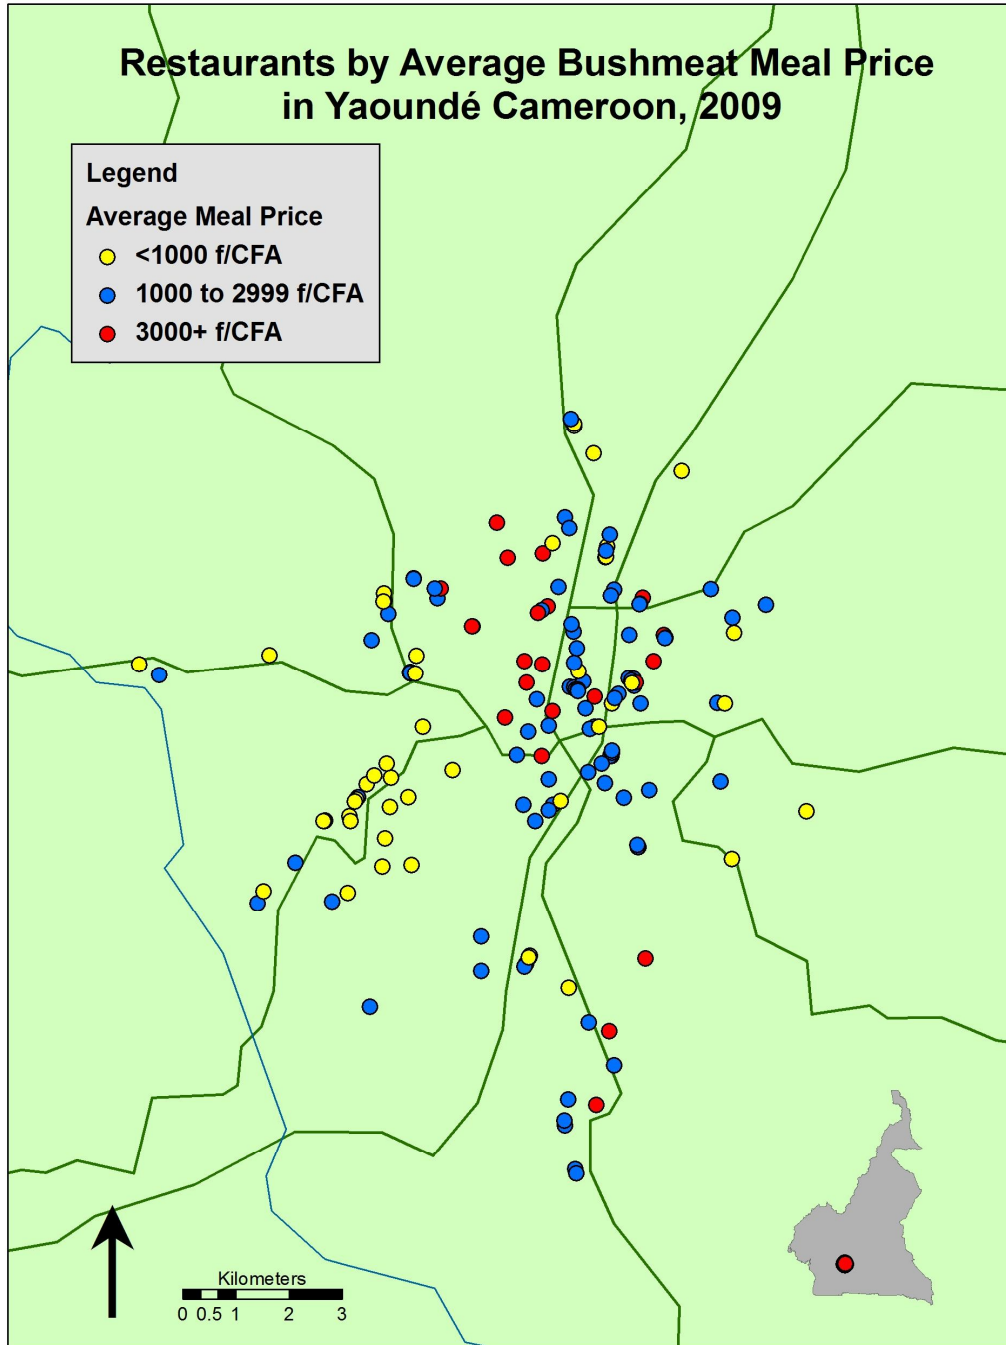 Restaurants by Average Bushmeat Meal Price
in Yaoundé Cameroon, 2009
Legend
Average Meal Price
<1000 f/CFA
1000 to 2999 f/CFA
3000+ f/CFA
Kilometers
0 0.5 1 2 3